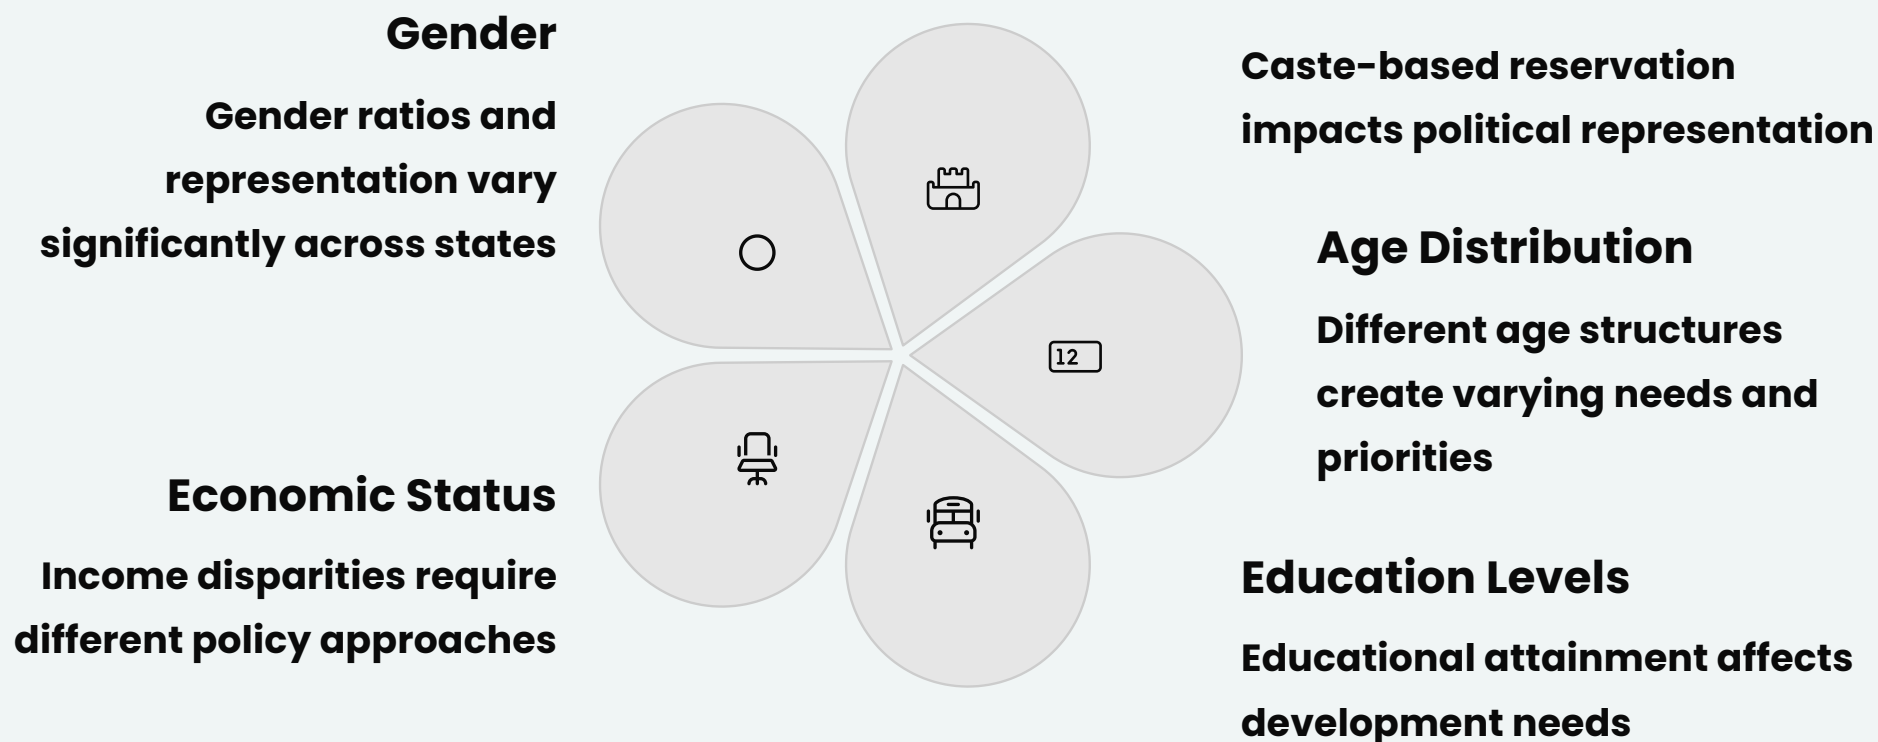 Gender
Gender ratios and
representation vary
significantly across states
Caste-based reservation
impacts political representation
Age Distribution
Different age structures
create varying needs and
priorities
12
Economic Status
Income disparities require
different policy approaches
Education Levels
Educational attainment affects
development needs